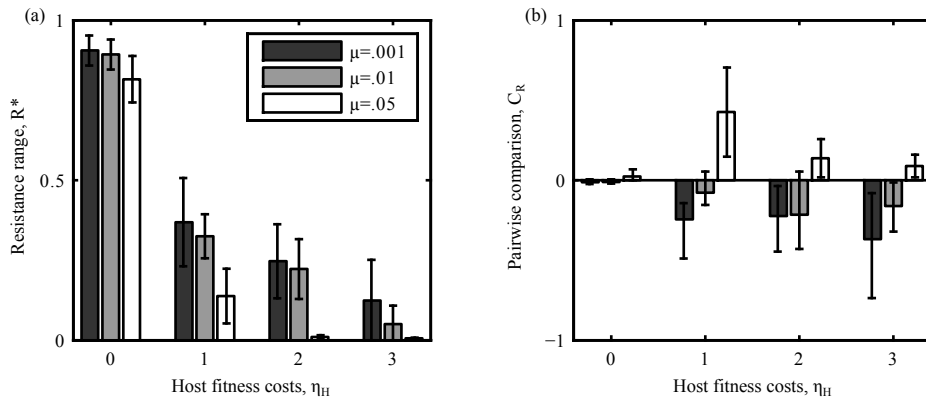 (a)
1
0.5
0
Resistance range, R*
μ=.001
μ=.01
μ=.05
0 1 2 3
Host fitness costs, ηH
(b)
1
0
−1
Pairwise comparison, CR
0 1 2 3
Host fitness costs, ηH